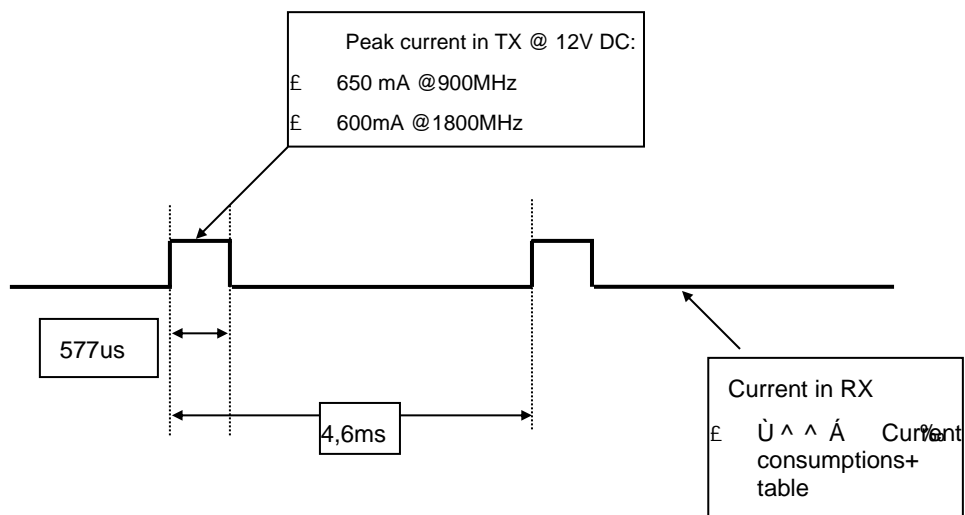 Peak current in TX @ 12V DC:
£ 650 mA @900MHz
£ 600mA @1800MHz
577us
4,6ms
Current in RX
£ Ù ^ ^ Á Current
consumptions+
table